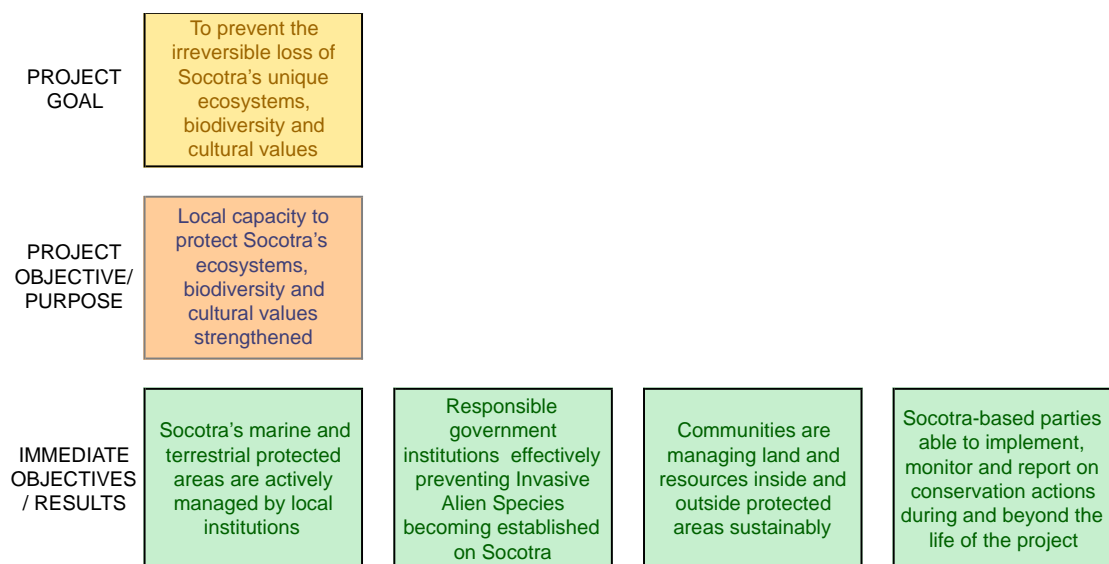 PROJECT
GOAL
To prevent the
irreversible loss of
Socotra’s unique
ecosystems,
biodiversity and
cultural values
PROJECT
OBJECTIVE/
PURPOSE
Local capacity to
protect Socotra’s
ecosystems,
biodiversity and
cultural values
strengthened
IMMEDIATE
OBJECTIVES
/ RESULTS
Socotra’s marine and
terrestrial protected
areas are actively
managed by local
institutions
Responsible
government
institutions effectively
preventing Invasive
Alien Species
becoming established
on Socotra
Communities are
managing land and
resources inside and
outside protected
areas sustainably
Socotra-based parties
able to implement,
monitor and report on
conservation actions
during and beyond the
life of the project